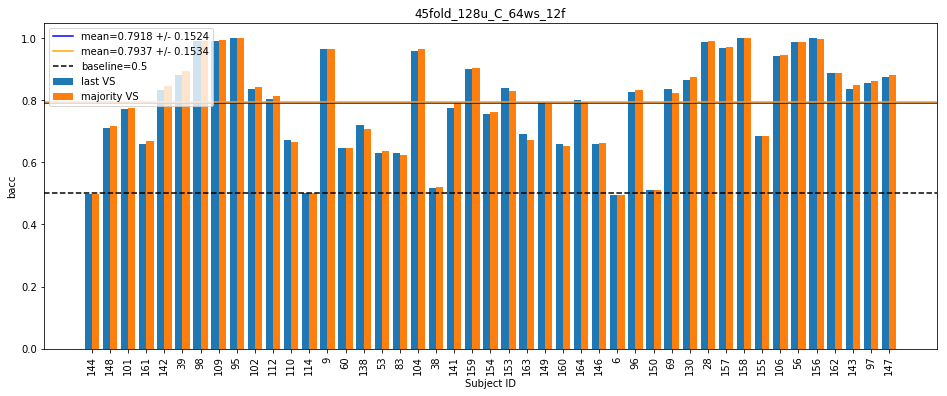 45fold_128u_C_64ws_12f
mean=0.7918 +/- 0.1524
mean=0.7937 +/- 0.1534
baseline=0.5
last VS
majority VS
bacc
1.0
0.8
0.6
0.4
0.2
0.0
144 148 101 161 142 39 98 109 95 102 112 110 114 9 60 138 53 83 104 38 141 159 154 153 163 149 160 164 146 6 96 150 69 130 28 157 158 155 106 56 156 162 143 97 147
Subject ID